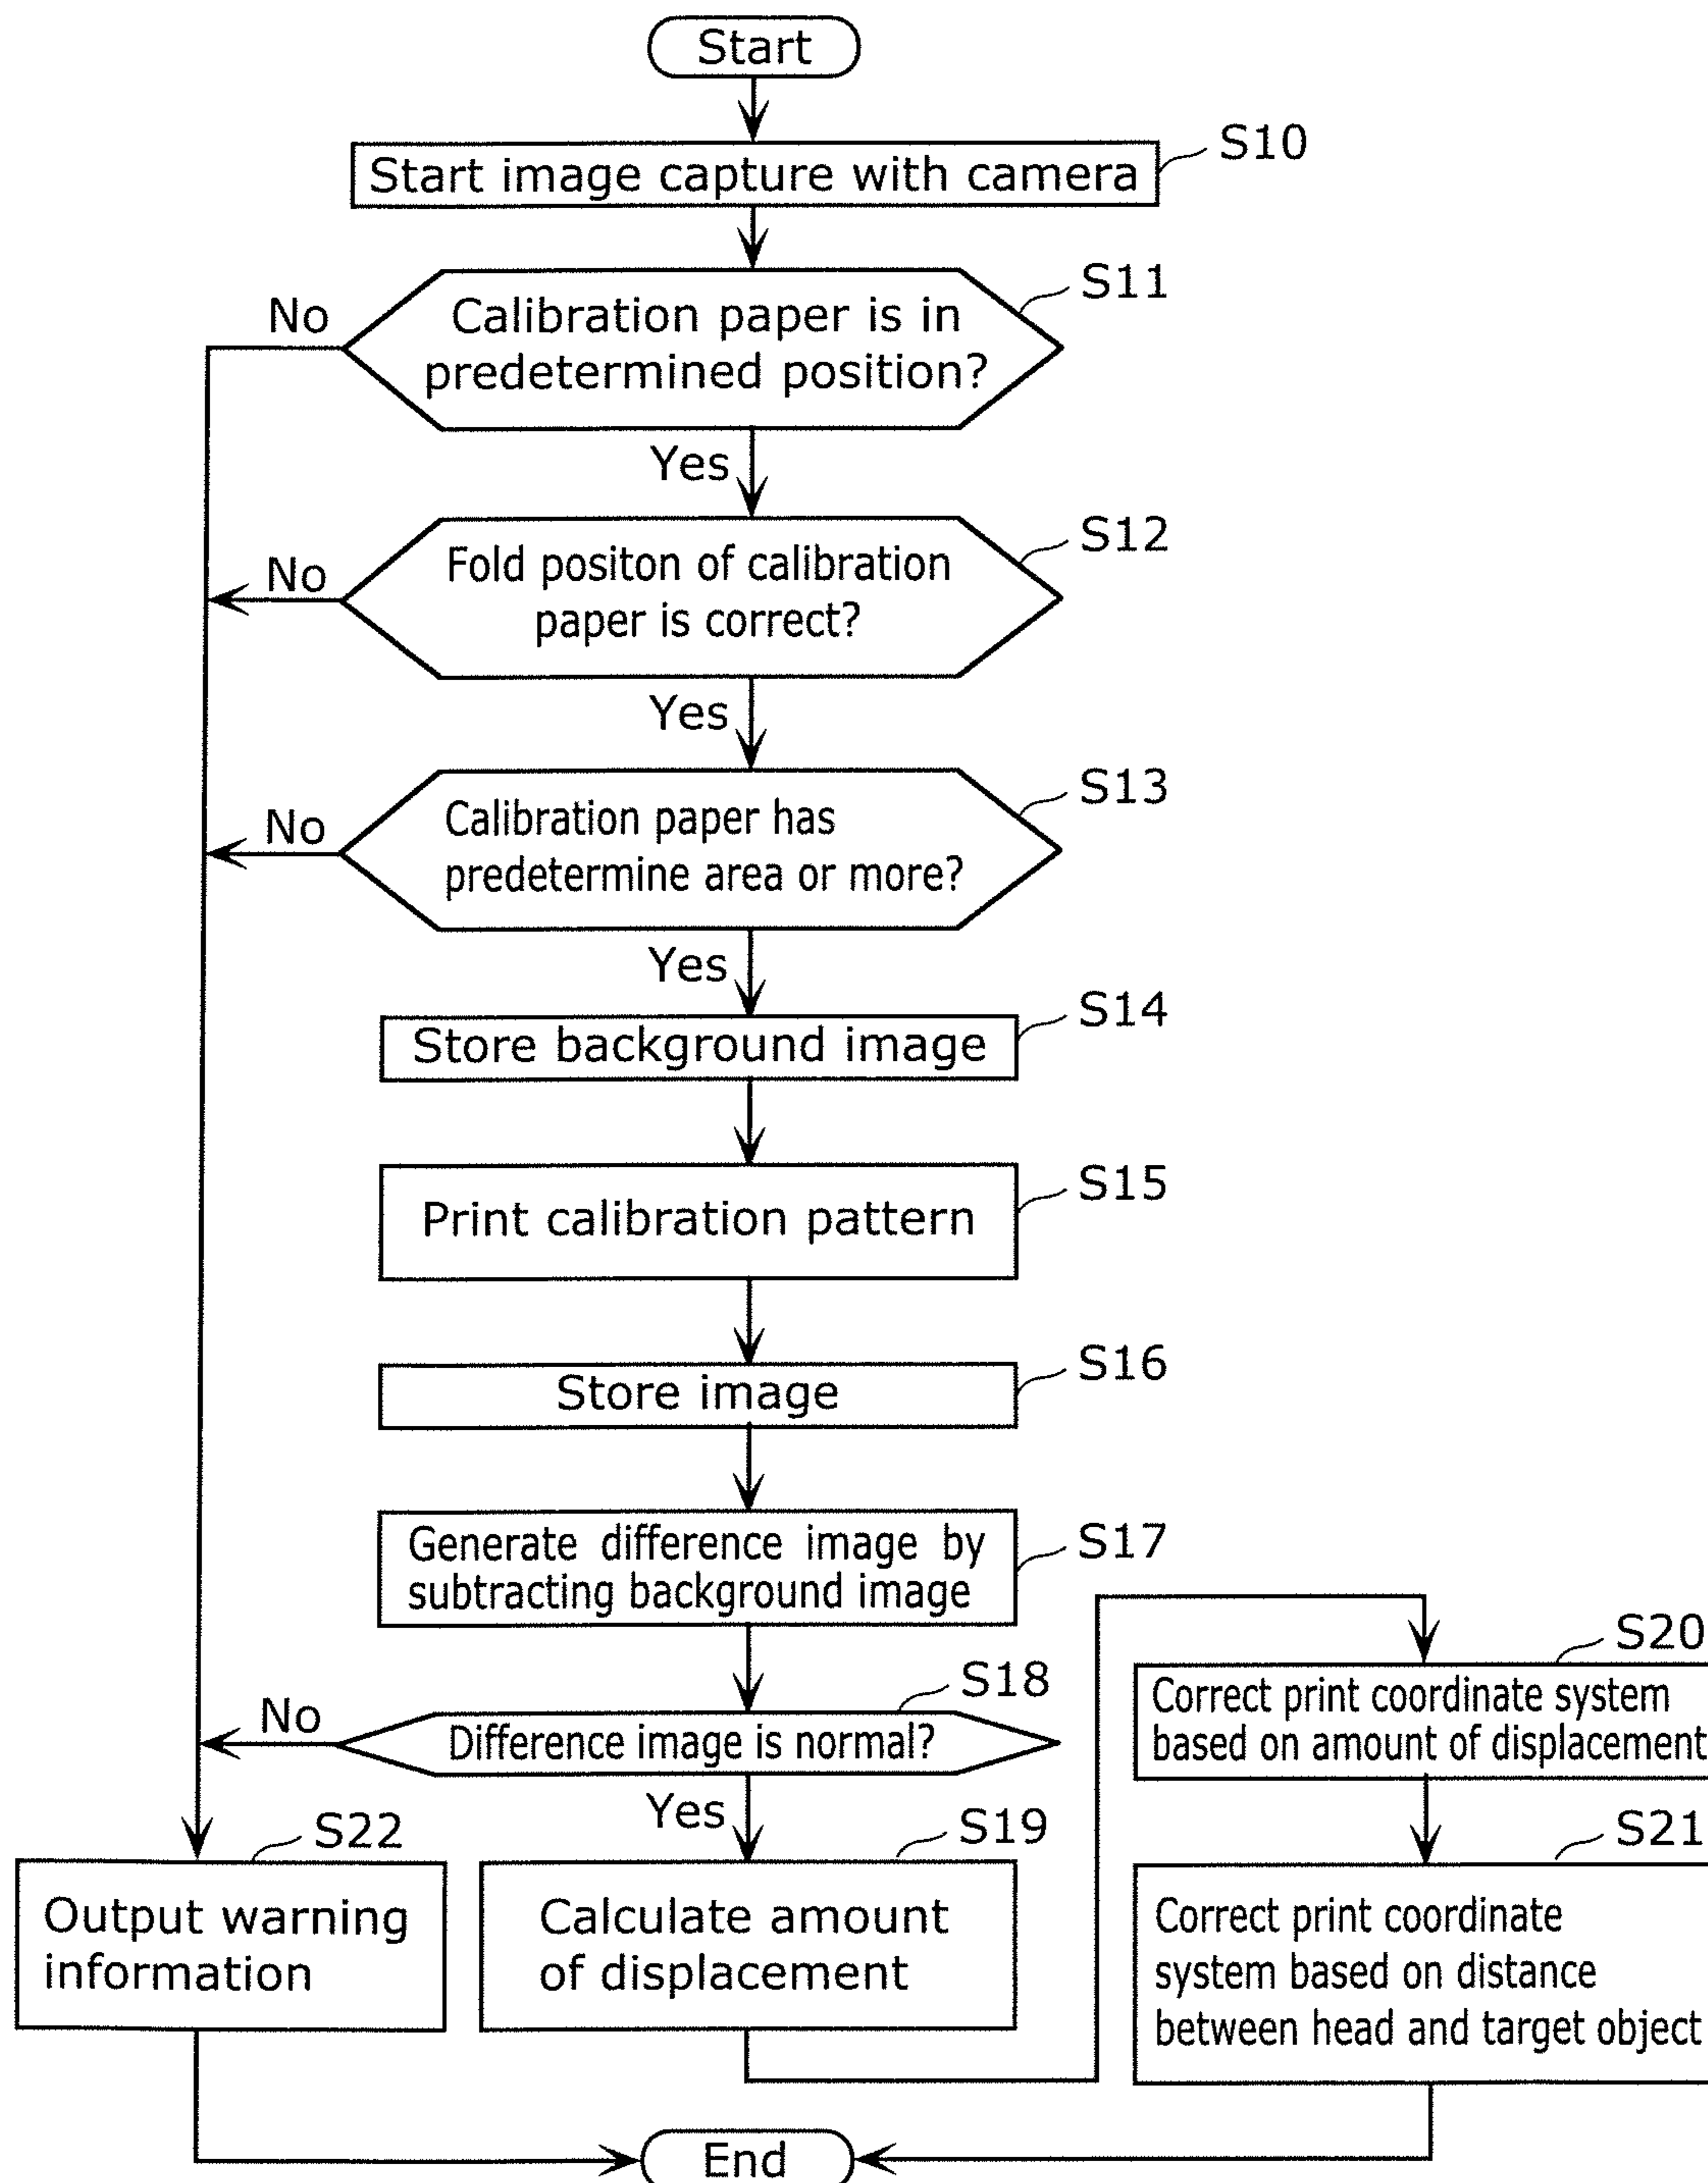 Start
S10
Start image capture with camera
S11
No
Calibration paper is in
predetermined position?
Yes
S12
No
Fold positon of calibration
paper is correct?
Yes
S13
No
Calibration paper has
predetermine area or more?
Yes
S14
Store background image
S15
Print calibration pattern
S16
Store image
S17
Generate difference image by
subtracting background image
S18
No
Difference image is normal?
Yes
S19
Calculate amount
of displacement
S20
Correct print coordinate system
based on amount of displacement
S21
Correct print coordinate
system based on distance
between head and target object
S22
Output warning
information
End